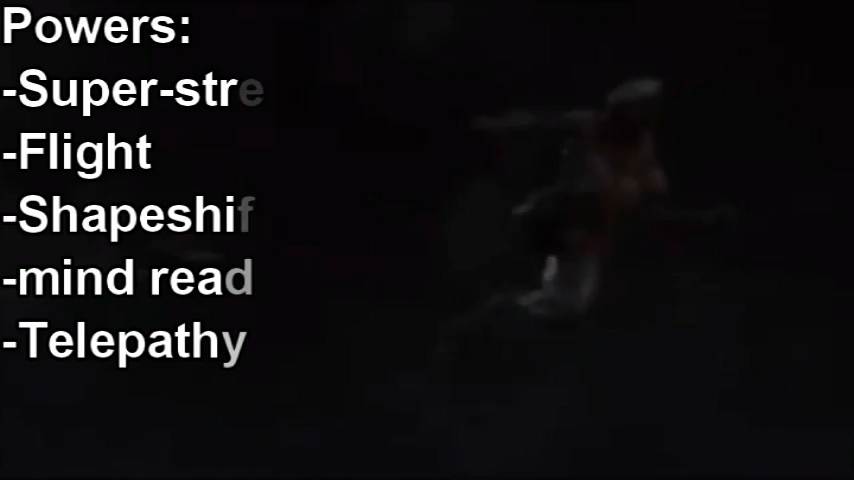 Powers:
-Super-stre
-Flight
-Shapeshif
-mind read
-Telepathy